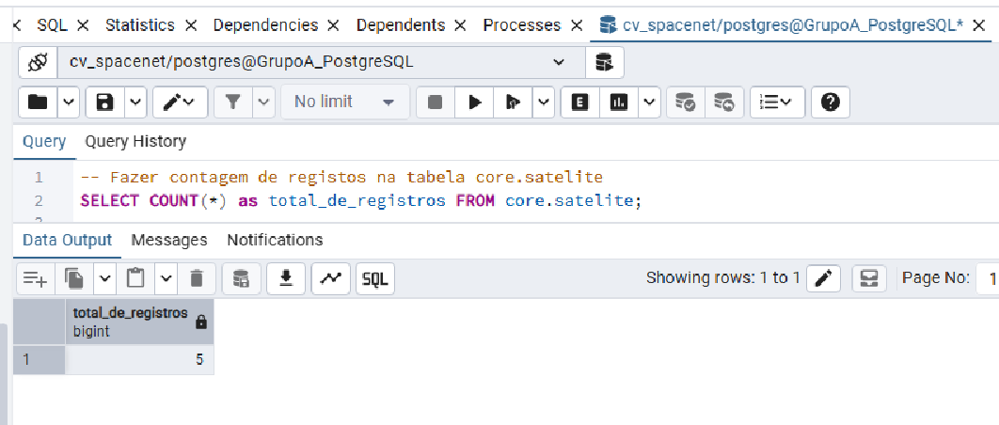 SQL Statistics Dependencies Dependents Processes cv_spacenet/postgres@GrupoA_PostgreSQL*
cv_spacenet/postgres@GrupoA_PostgreSQL
No limit E
Query Query History
1 -- Fazer contagem de registos na tabela core.satelite
2 SELECT COUNT(*) as total_de_registros FROM core.satelite;
Data Output Messages Notifications
SQL Showing rows: 1 to 1 Page No: 1
total_de_registros
bigint
1 5